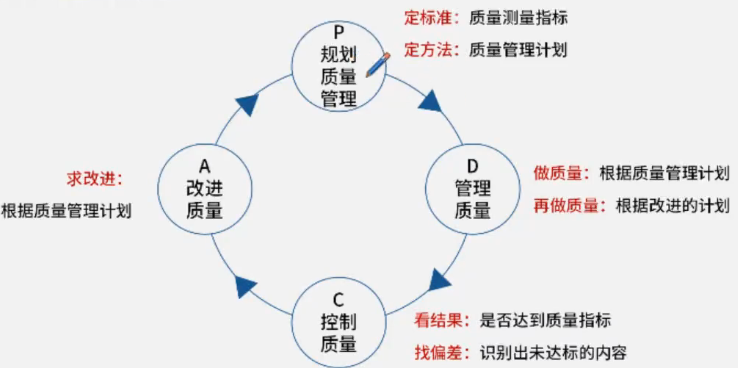 P
规划
质量
管理
定标准：质量测量指标
定方法：质量管理计划
D
管理
质量
做质量：根据质量管理计划
再做质量：根据改进的计划
C
控制
质量
看结果：是否达到质量指标
找偏差：识别出未达标的内容
A
改进
质量
求改进：
根据质量管理计划